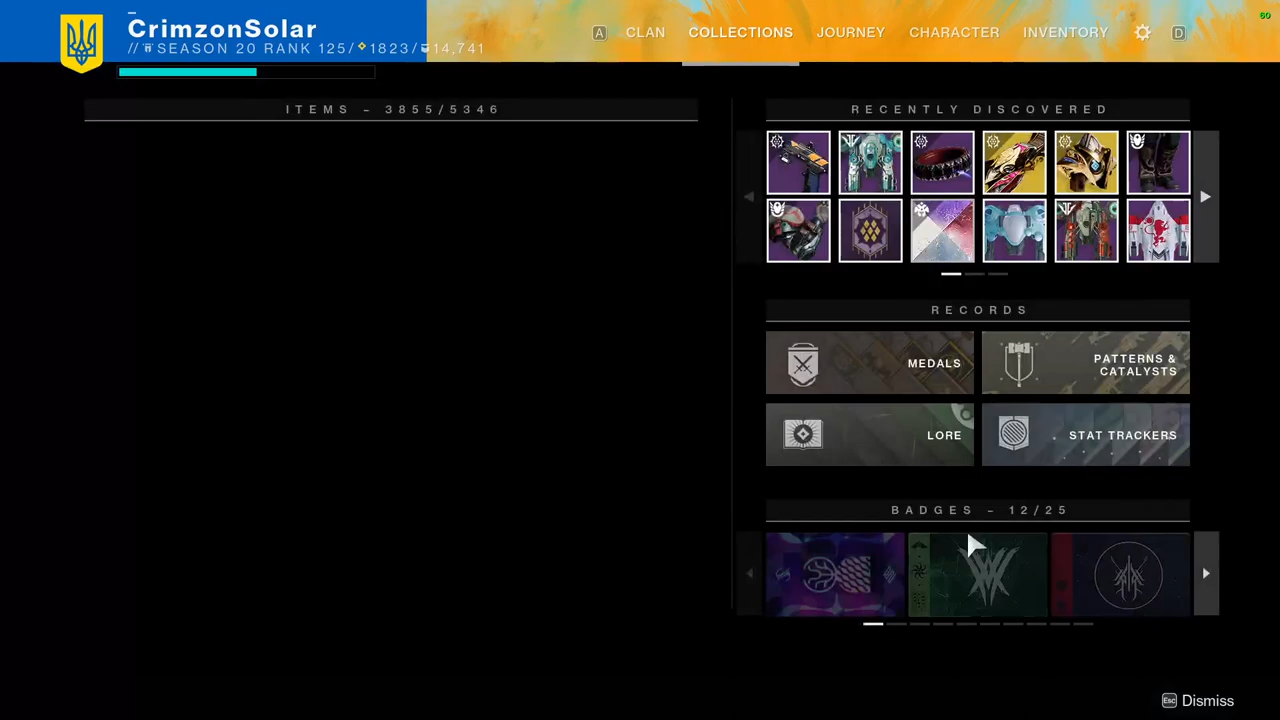 CrimzonSolar
// SEASON 20 RANK 125/ 1823/ 14,741
A CLAN COLLECTIONS JOURNEY CHARACTER INVENTORY D
60
ITEMS - 3855/5346
RECENTLY DISCOVERED
RECORDS
MEDALS
PATTERNS &
CATALYSTS
LORE
STAT TRACKERS
BADGES - 12/25
Esc Dismiss